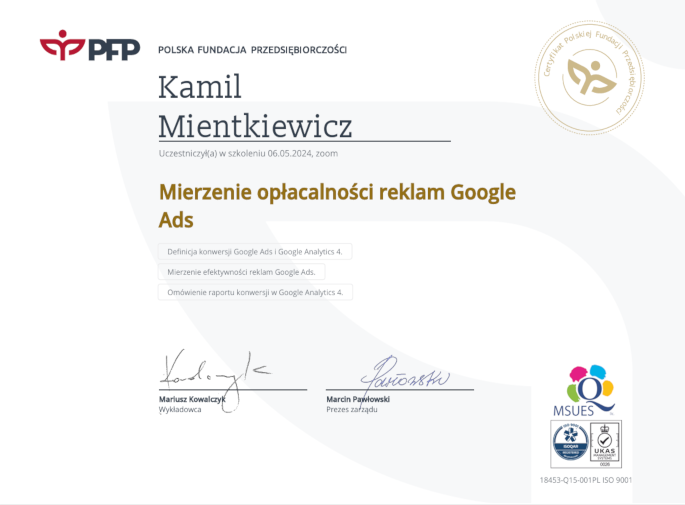 PFP
POLSKA FUNDACJA PRZEDSIĘBIORCZOŚCI
Certyfikat Polskiej Fundacji Przedsiębiorczości
Kamil
Mientkiewicz
Uczestniczył(a) w szkoleniu 06.05.2024, zoom
Mierzenie opłacalności reklam Google
Ads
Definicja konwersji Google Ads i Google Analytics 4.
Mierzenie efektywności reklam Google Ads.
Omówienie raportu konwersji w Google Analytics 4.
Mariusz Kowalczyk
Wykładowca
Marcin Pawłowski
Prezes zarządu
Q
MSUES
ISOQAR
UKAS
MANAGEMENT
SYSTEMS
0026
18453-Q15-001PL ISO 9001